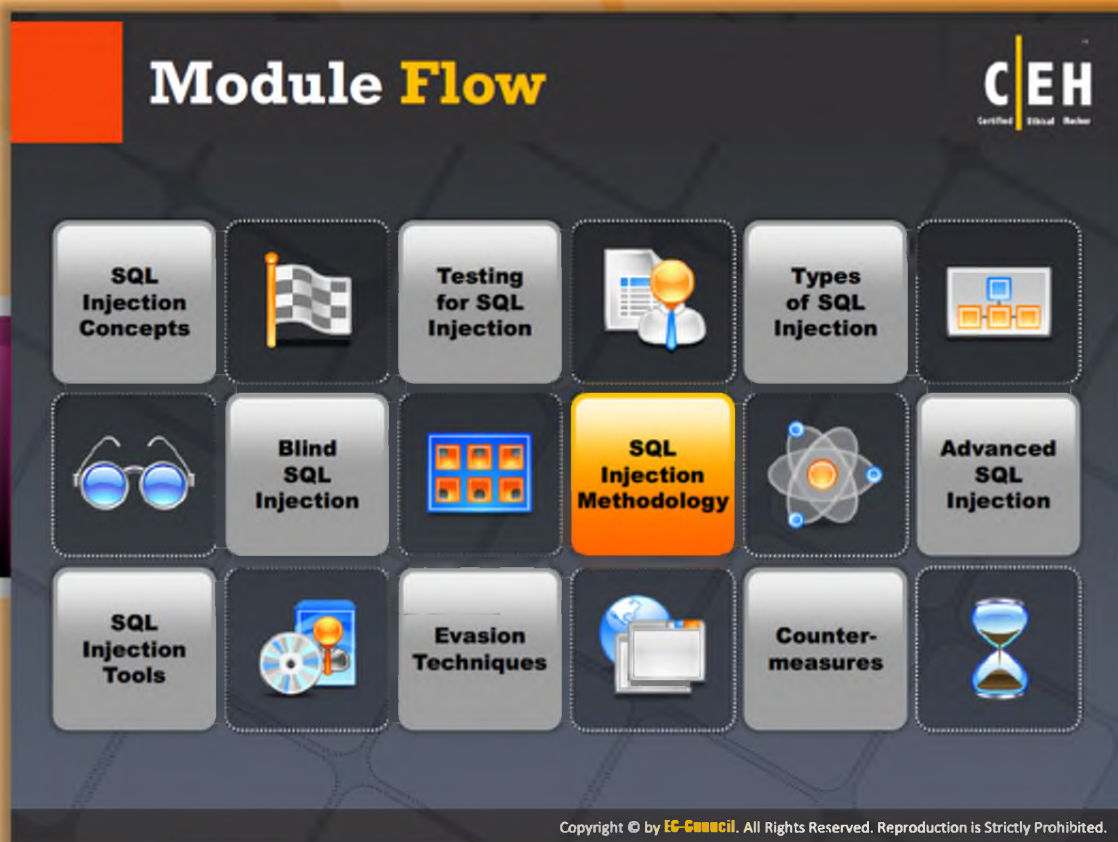 Module Flow
C|EH
Certified Ethical Hacker
SQL
Injection
Concepts
Testing
for SQL
Injection
Types
of SQL
Injection
Blind
SQL
Injection
SQL
Injection
Methodology
Advanced
SQL
Injection
SQL
Injection
Tools
Evasion
Techniques
Counter-
measures
Copyright © by EC-Council. All Rights Reserved. Reproduction is Strictly Prohibited.